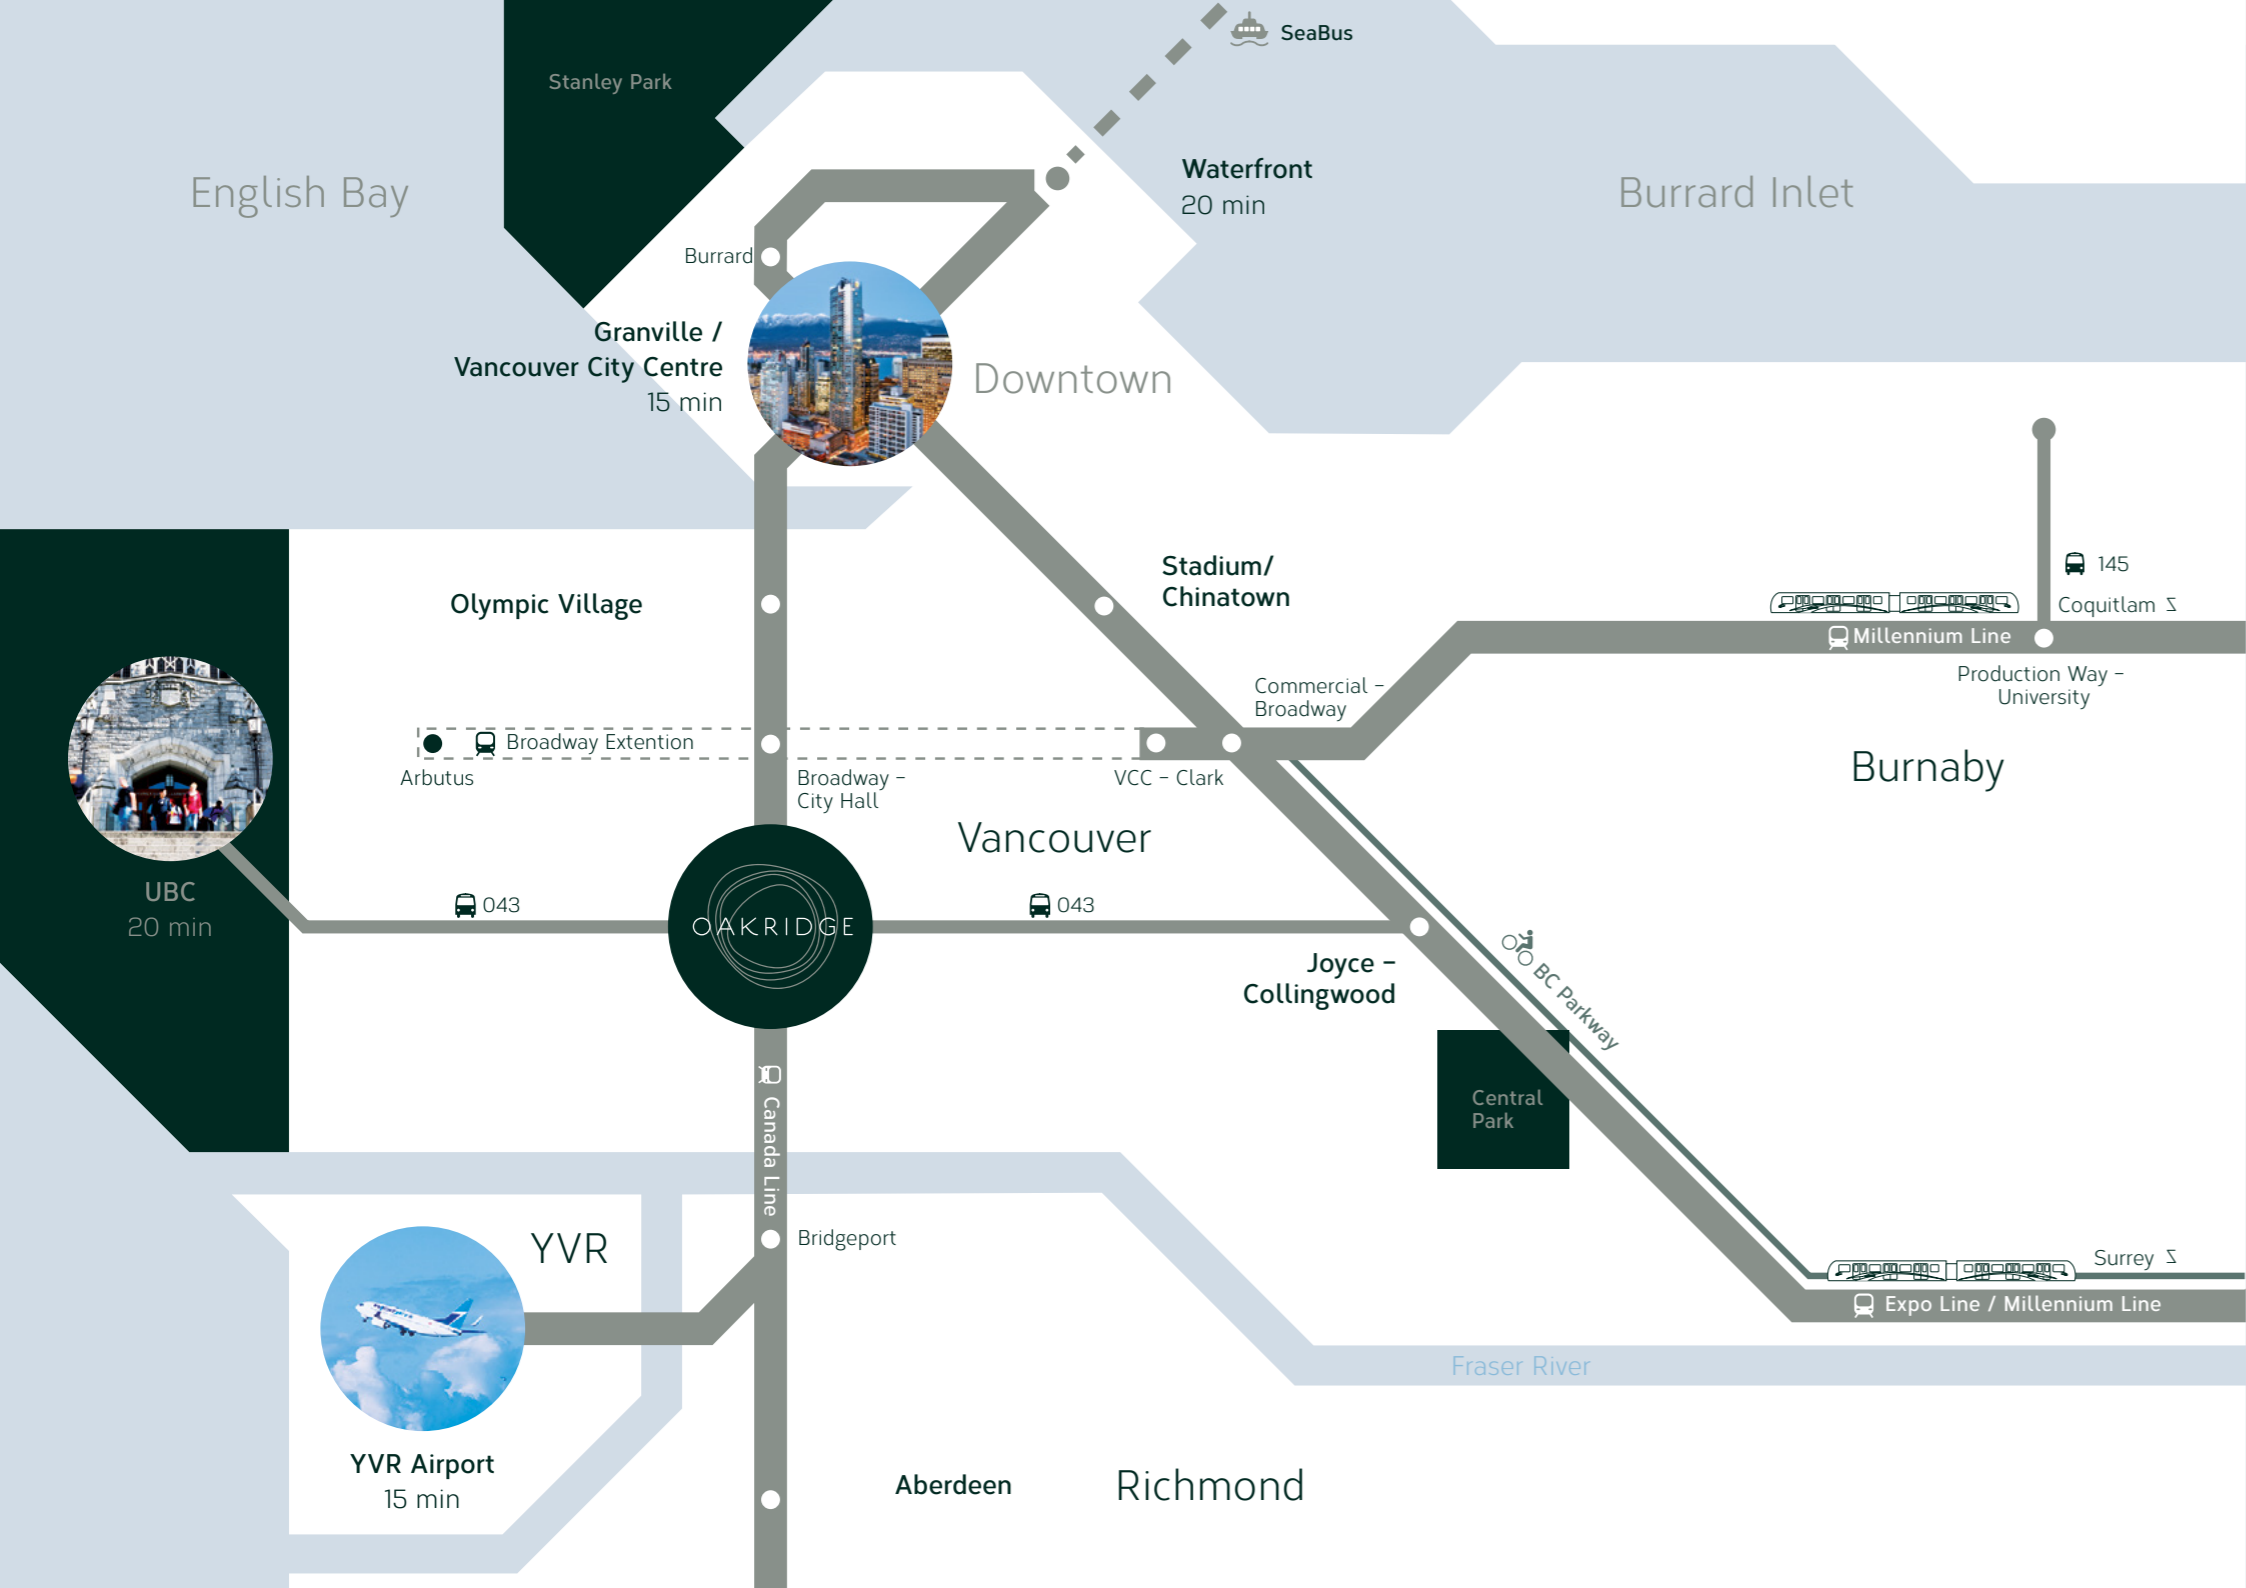 SeaBus
Stanley Park
Waterfront
20 min
English Bay
Burrard Inlet
Burrard
Granville /
Vancouver City Centre
15 min
Downtown
Stadium/
Chinatown
145
Coquitlam
Olympic Village
Millennium Line
Production Way –
University
Commercial –
Broadway
Broadway Extention
Arbutus
Broadway –
City Hall
VCC – Clark
Burnaby
Vancouver
UBC
20 min
043
OAKRIDGE
043
Joyce –
Collingwood
BC Parkway
Central
Park
Canada Line
YVR
Bridgeport
Surrey
Expo Line / Millennium Line
Fraser River
YVR Airport
15 min
Aberdeen
Richmond